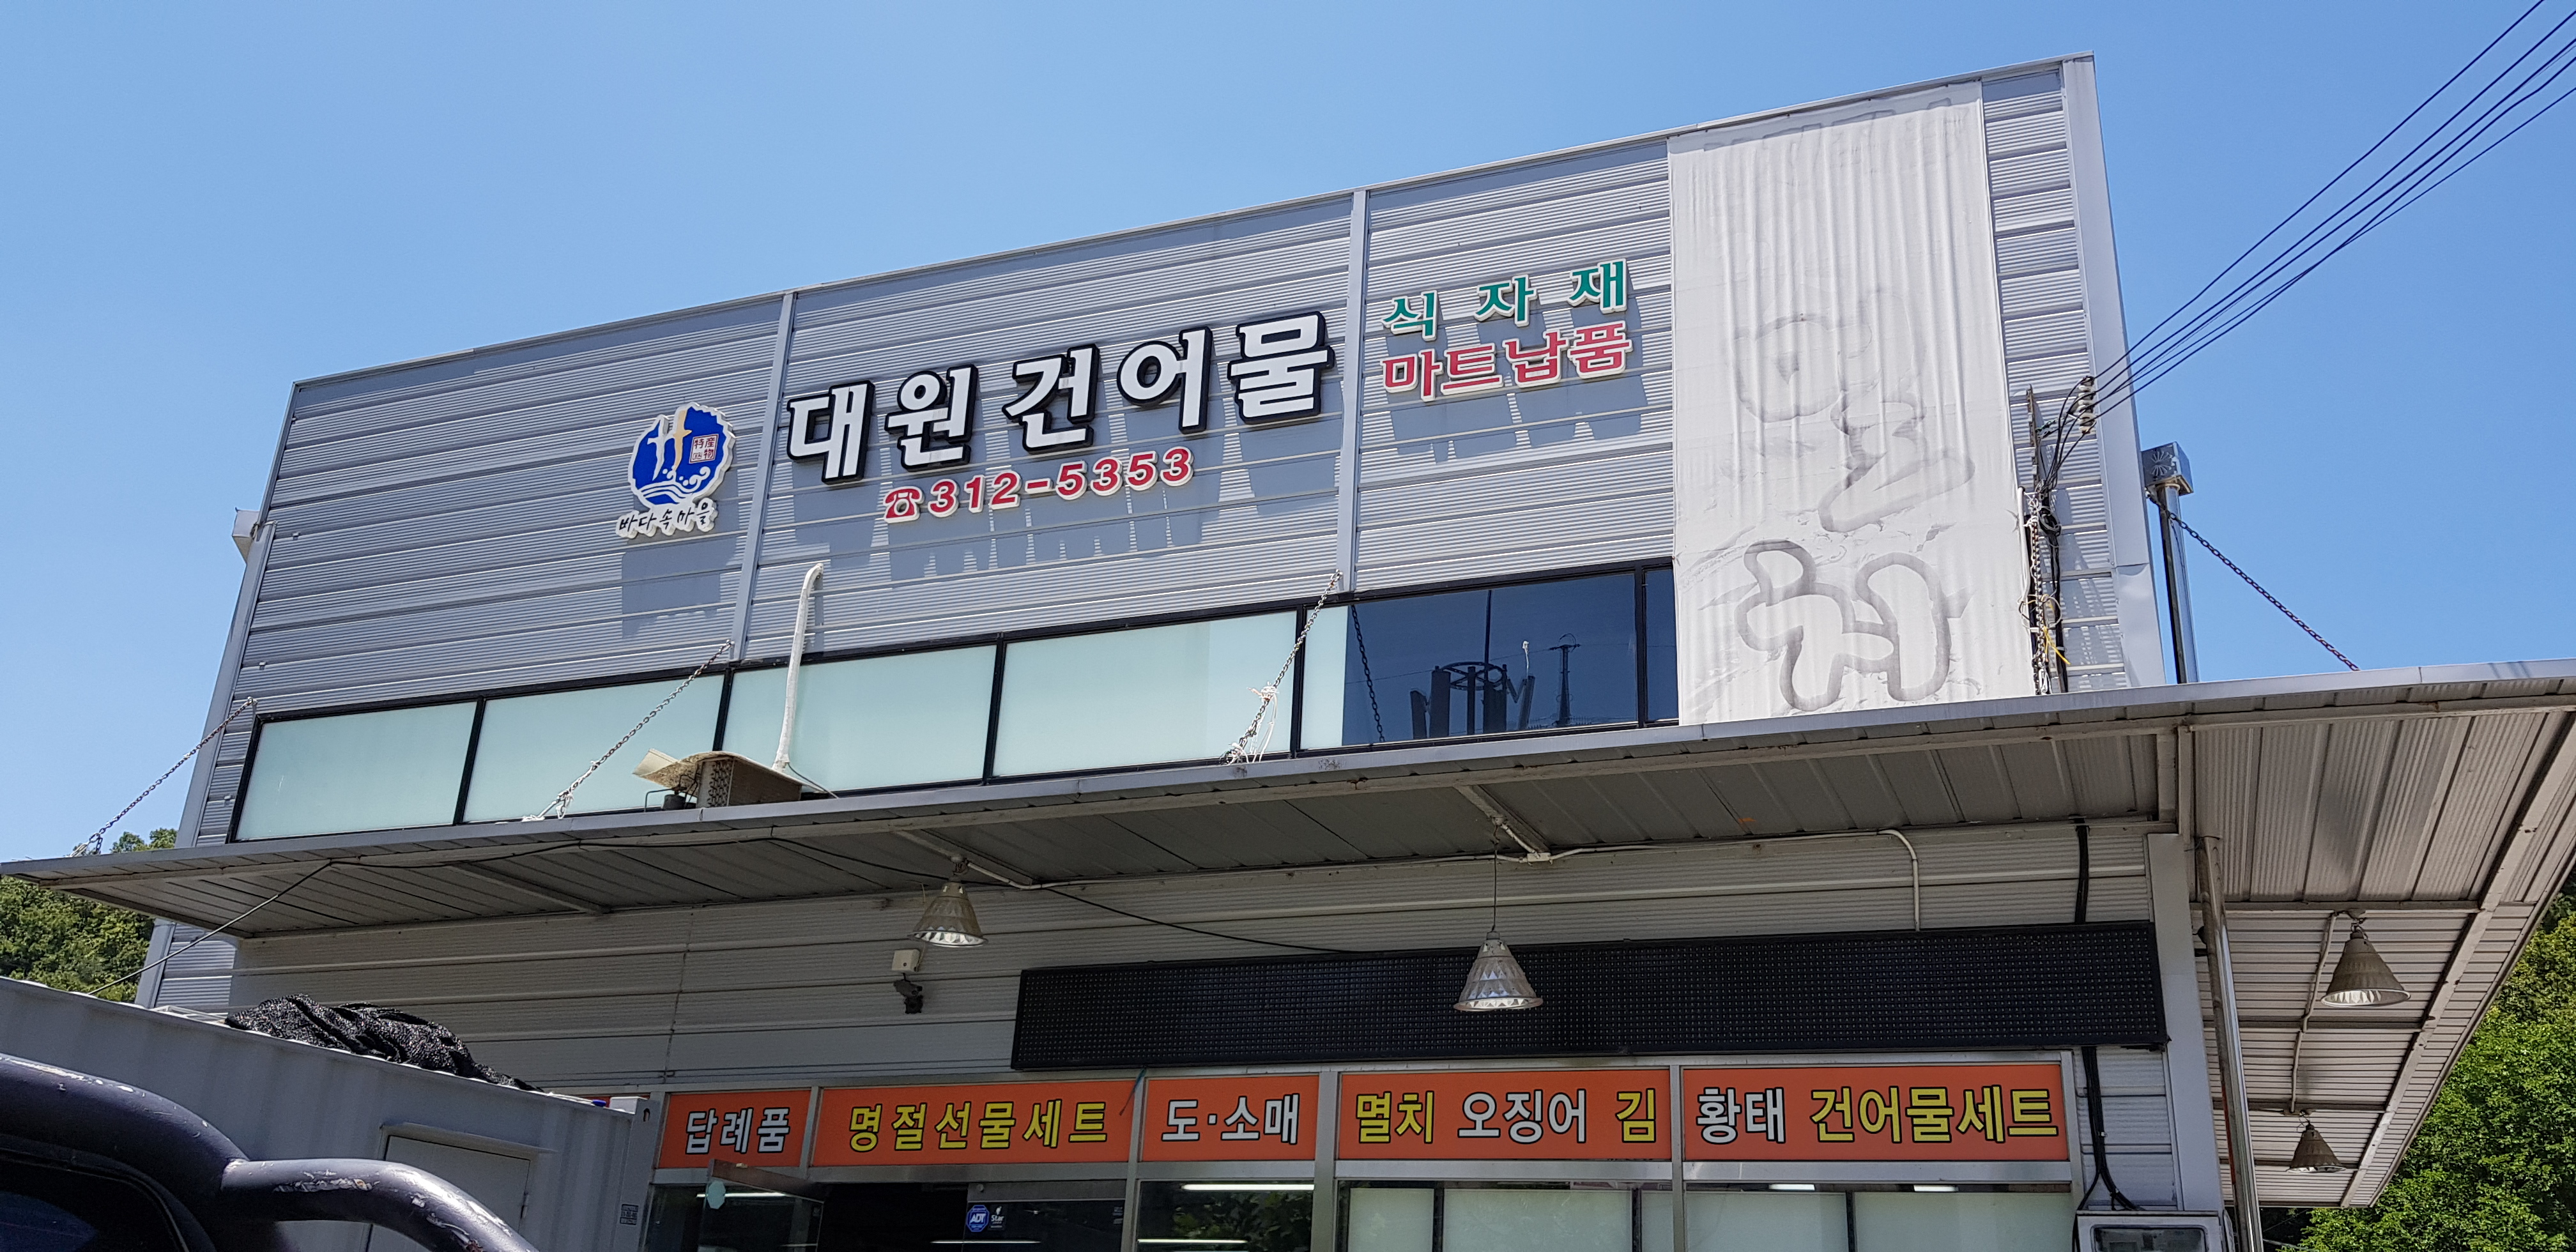 대원 건어물
☎312-5353
식자재
마트납품
特産物
바다속마을
답례품
명절선물세트
도·소매
멸치 오징어 김
황태 건어물세트
ADT
Star